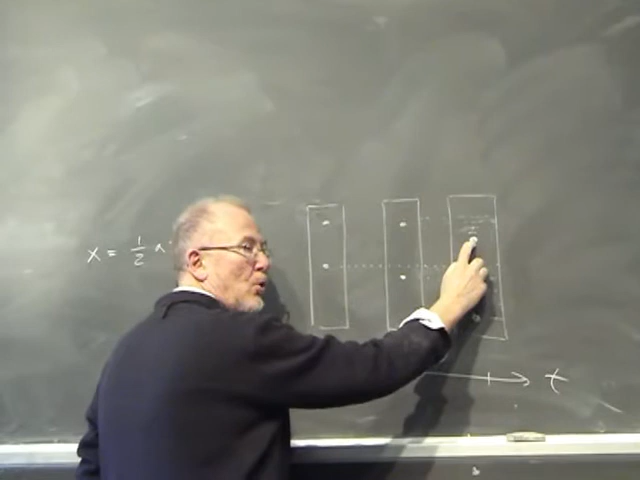 x = 1/2 a
t